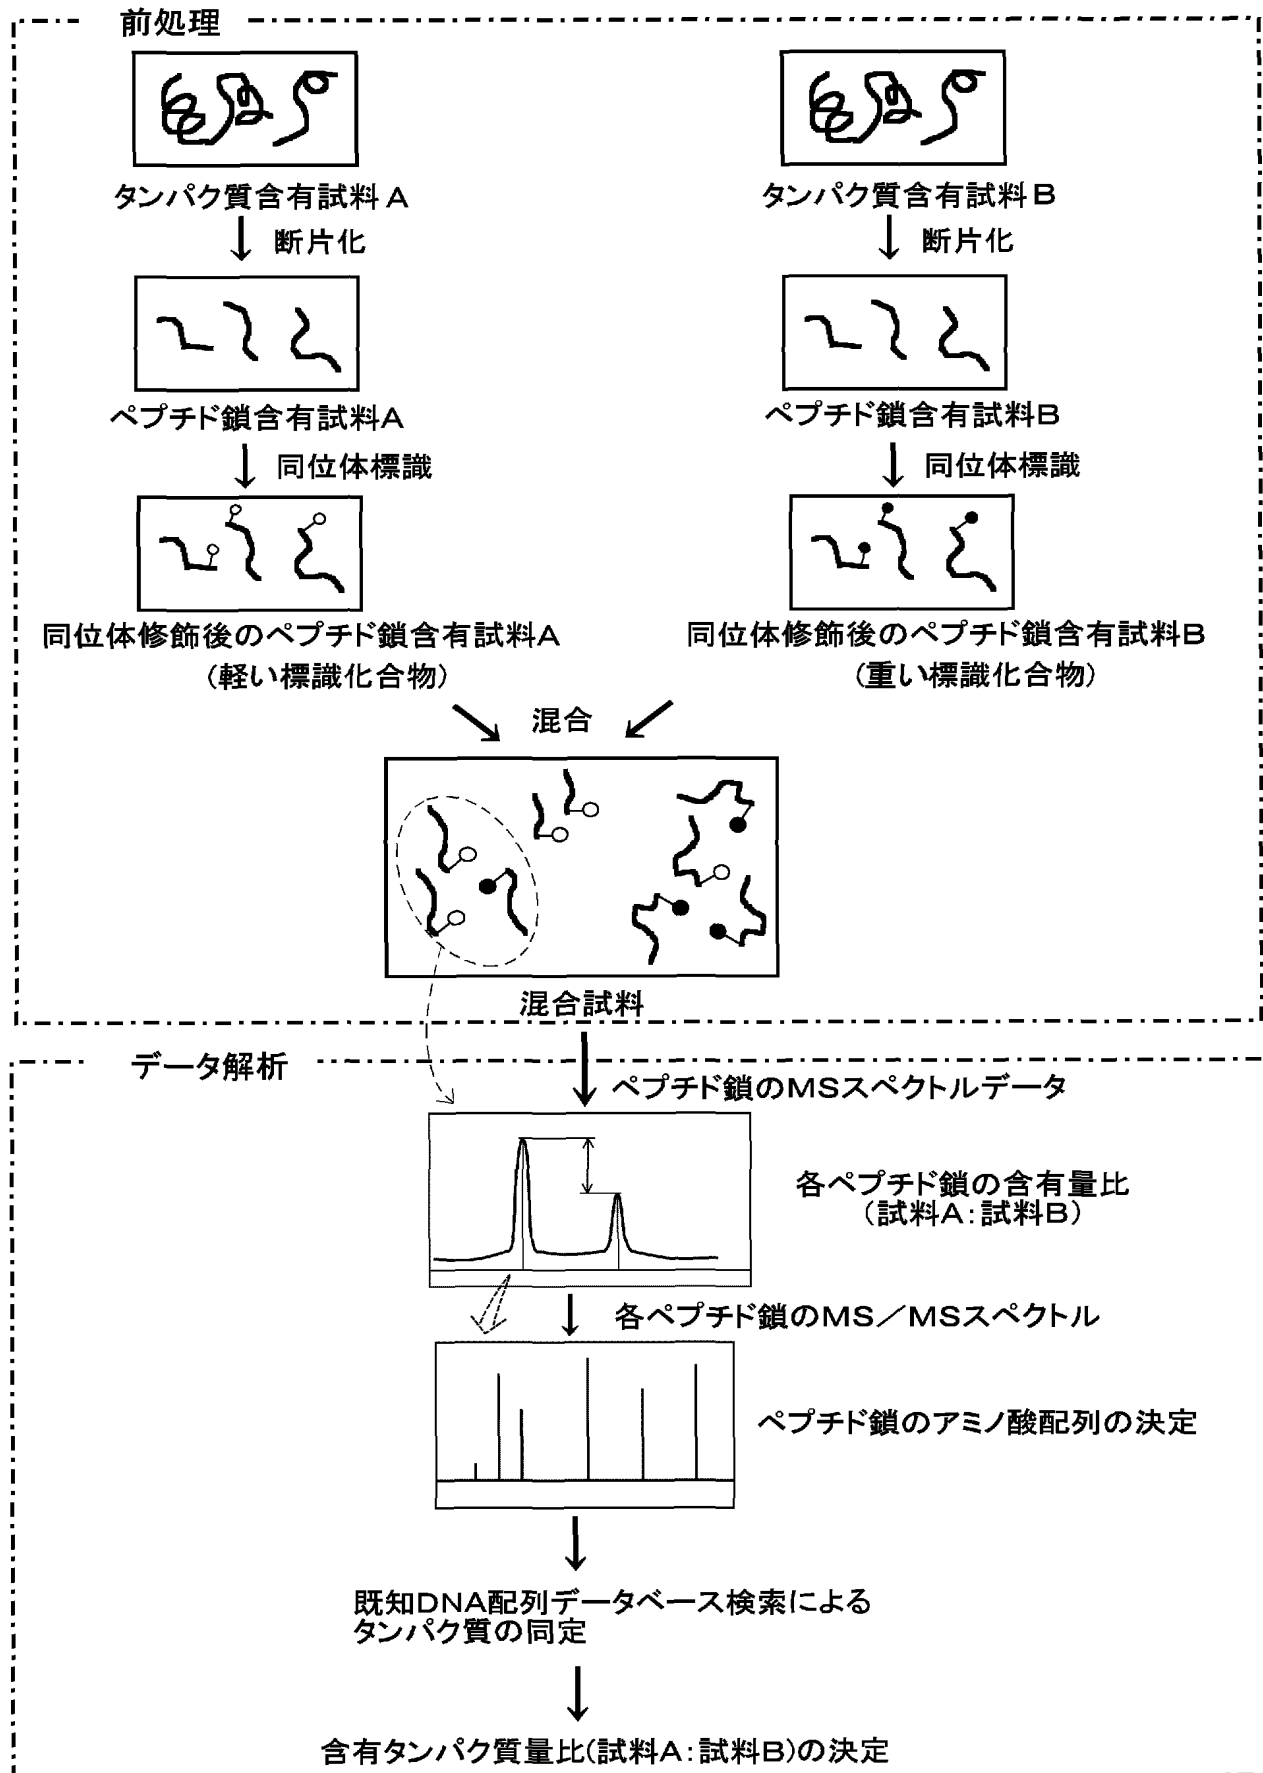 前処理
タンパク質含有試料A
タンパク質含有試料B
断片化
断片化
ペプチド鎖含有試料A
ペプチド鎖含有試料B
同位体標識
同位体標識
同位体修飾後のペプチド鎖含有試料A
(軽い標識化合物)
同位体修飾後のペプチド鎖含有試料B
(重い標識化合物)
混合
混合試料
データ解析
ペプチド鎖のMSスペクトルデータ
各ペプチド鎖の含有量比
(試料A:試料B)
各ペプチド鎖のMS/MSスペクトル
ペプチド鎖のアミノ酸配列の決定
既知DNA配列データベース検索による
タンパク質の同定
含有タンパク質量比(試料A:試料B)の決定